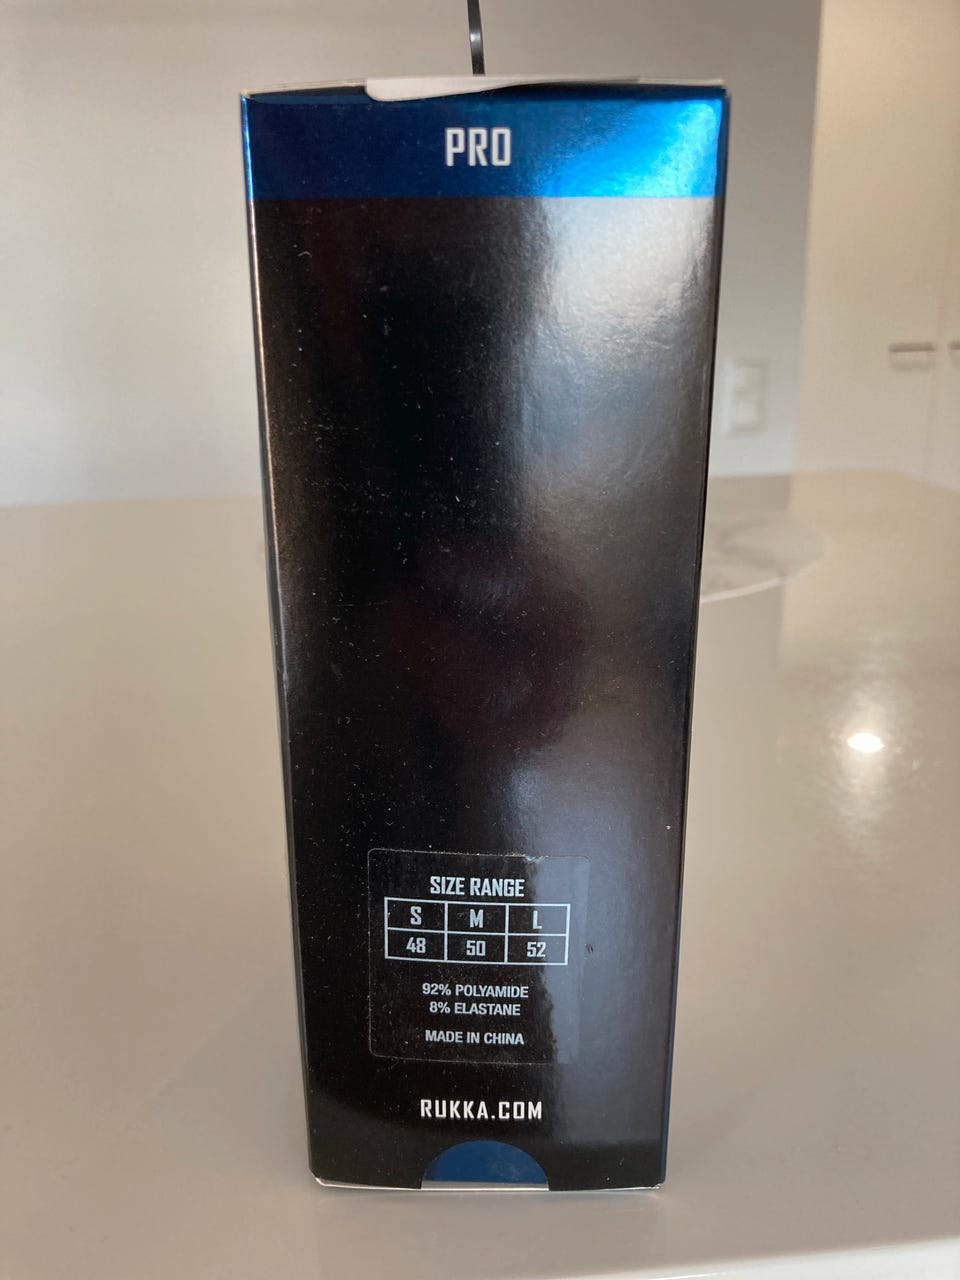 PRO
SIZE RANGE
S M L
48 50 52
92% POLYAMIDE
8% ELASTANE
MADE IN CHINA
RUKKA.COM